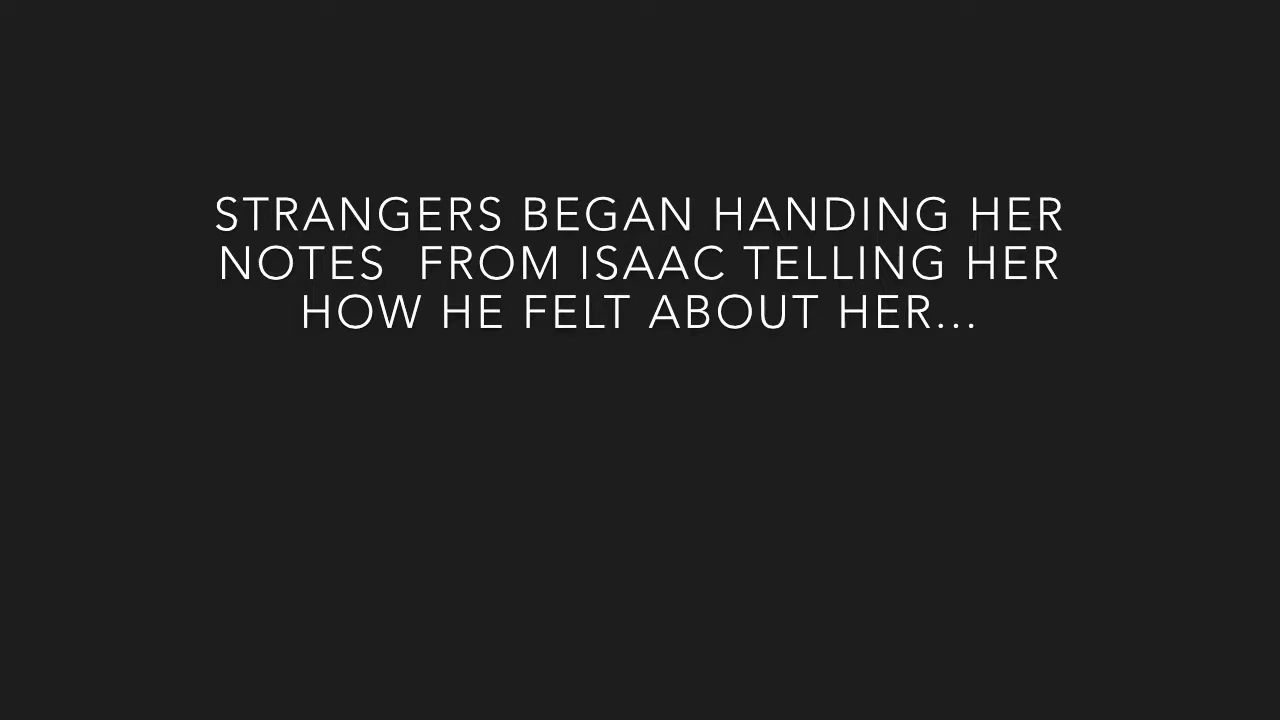 STRANGERS BEGAN HANDING HER
NOTES  FROM ISAAC TELLING HER
HOW HE FELT ABOUT HER...